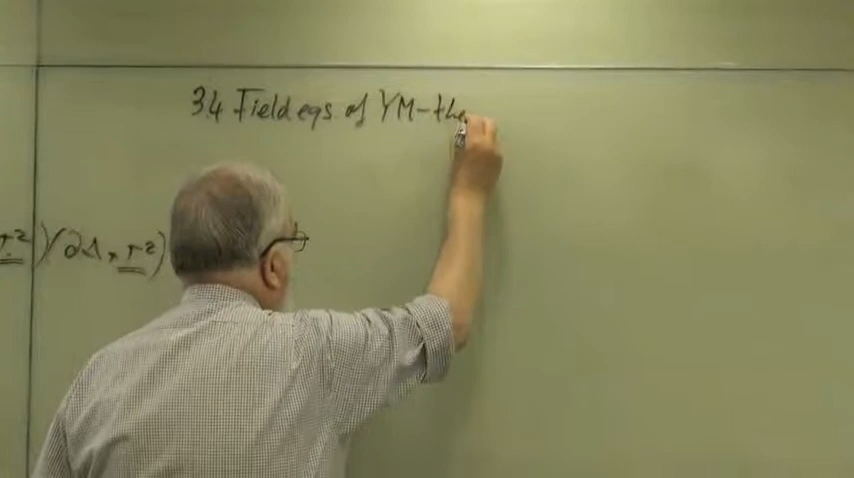 3.4 Field eqs. of YM-the
r²)(∂Δ, r²)